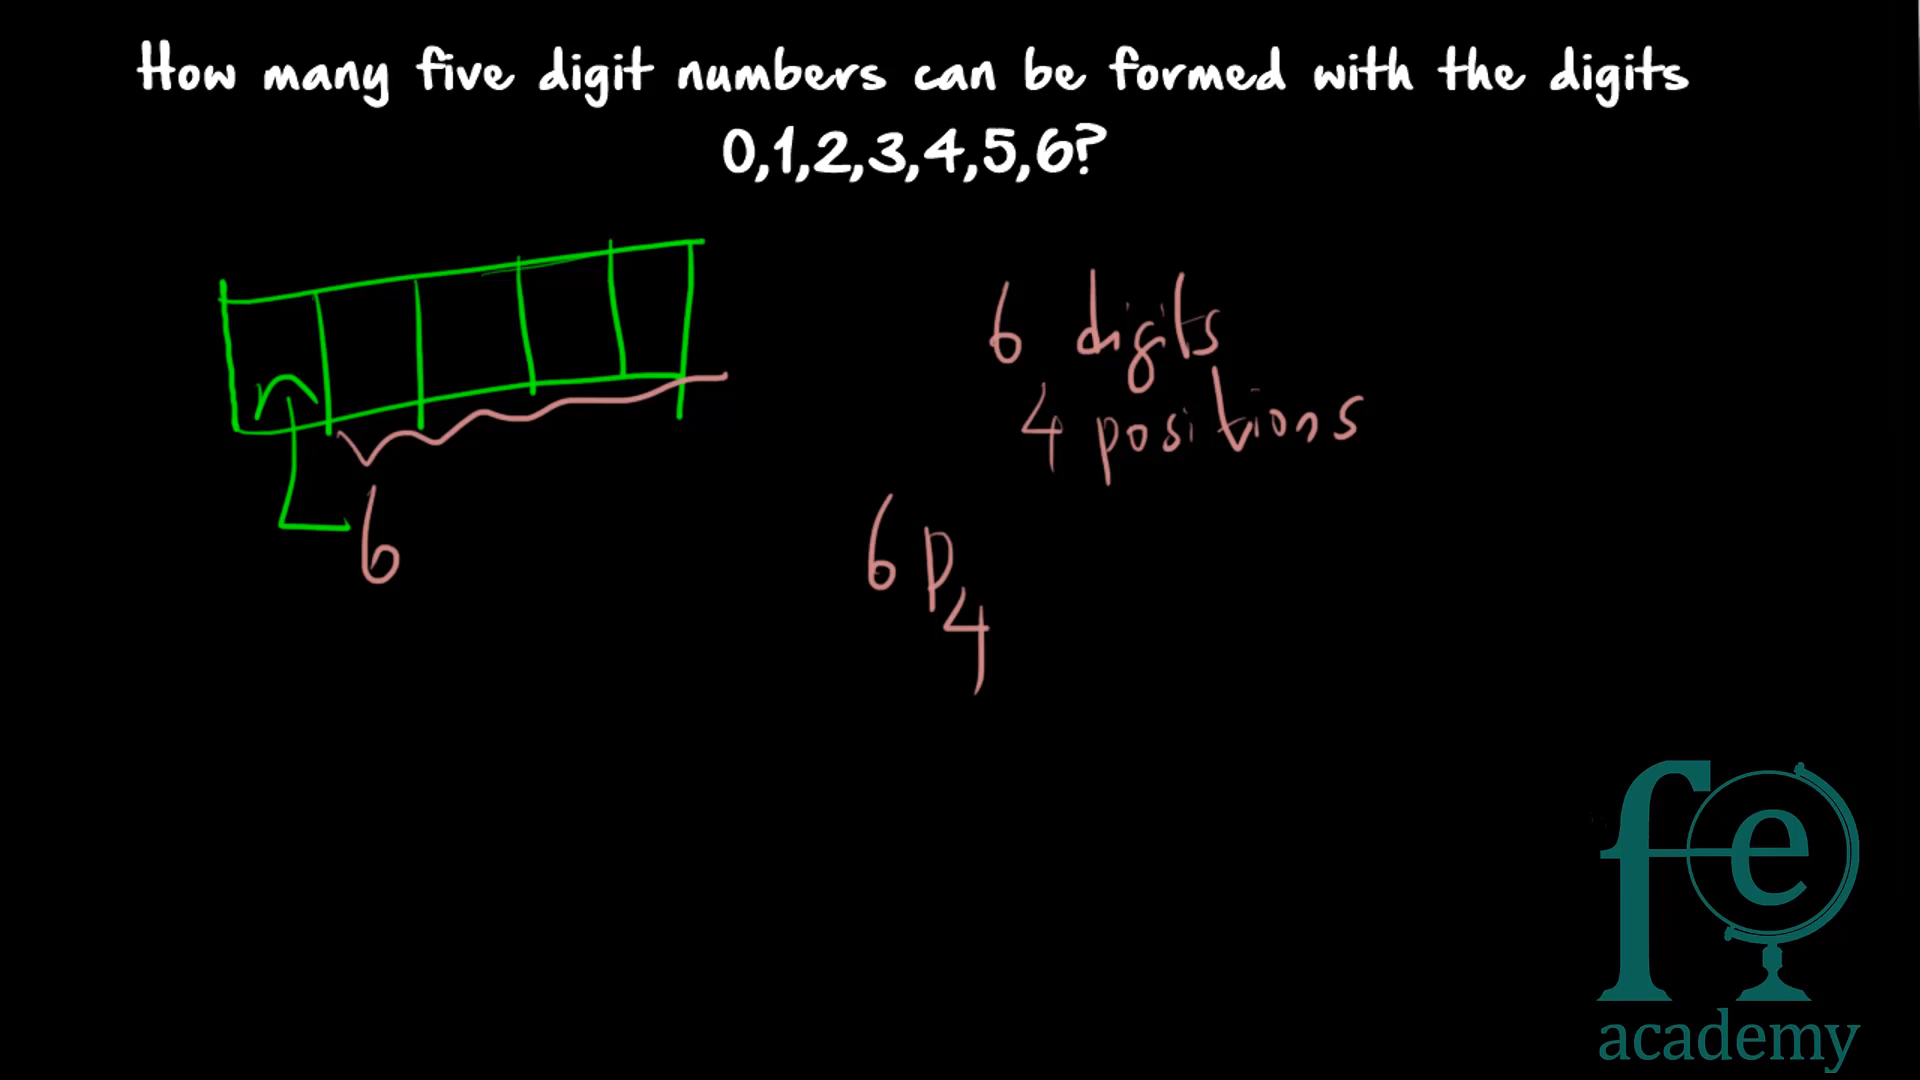 How many five digit numbers can be formed with the digits
0,1,2,3,4,5,6?
6 digits
4 positions
6
6P4
fe
academy